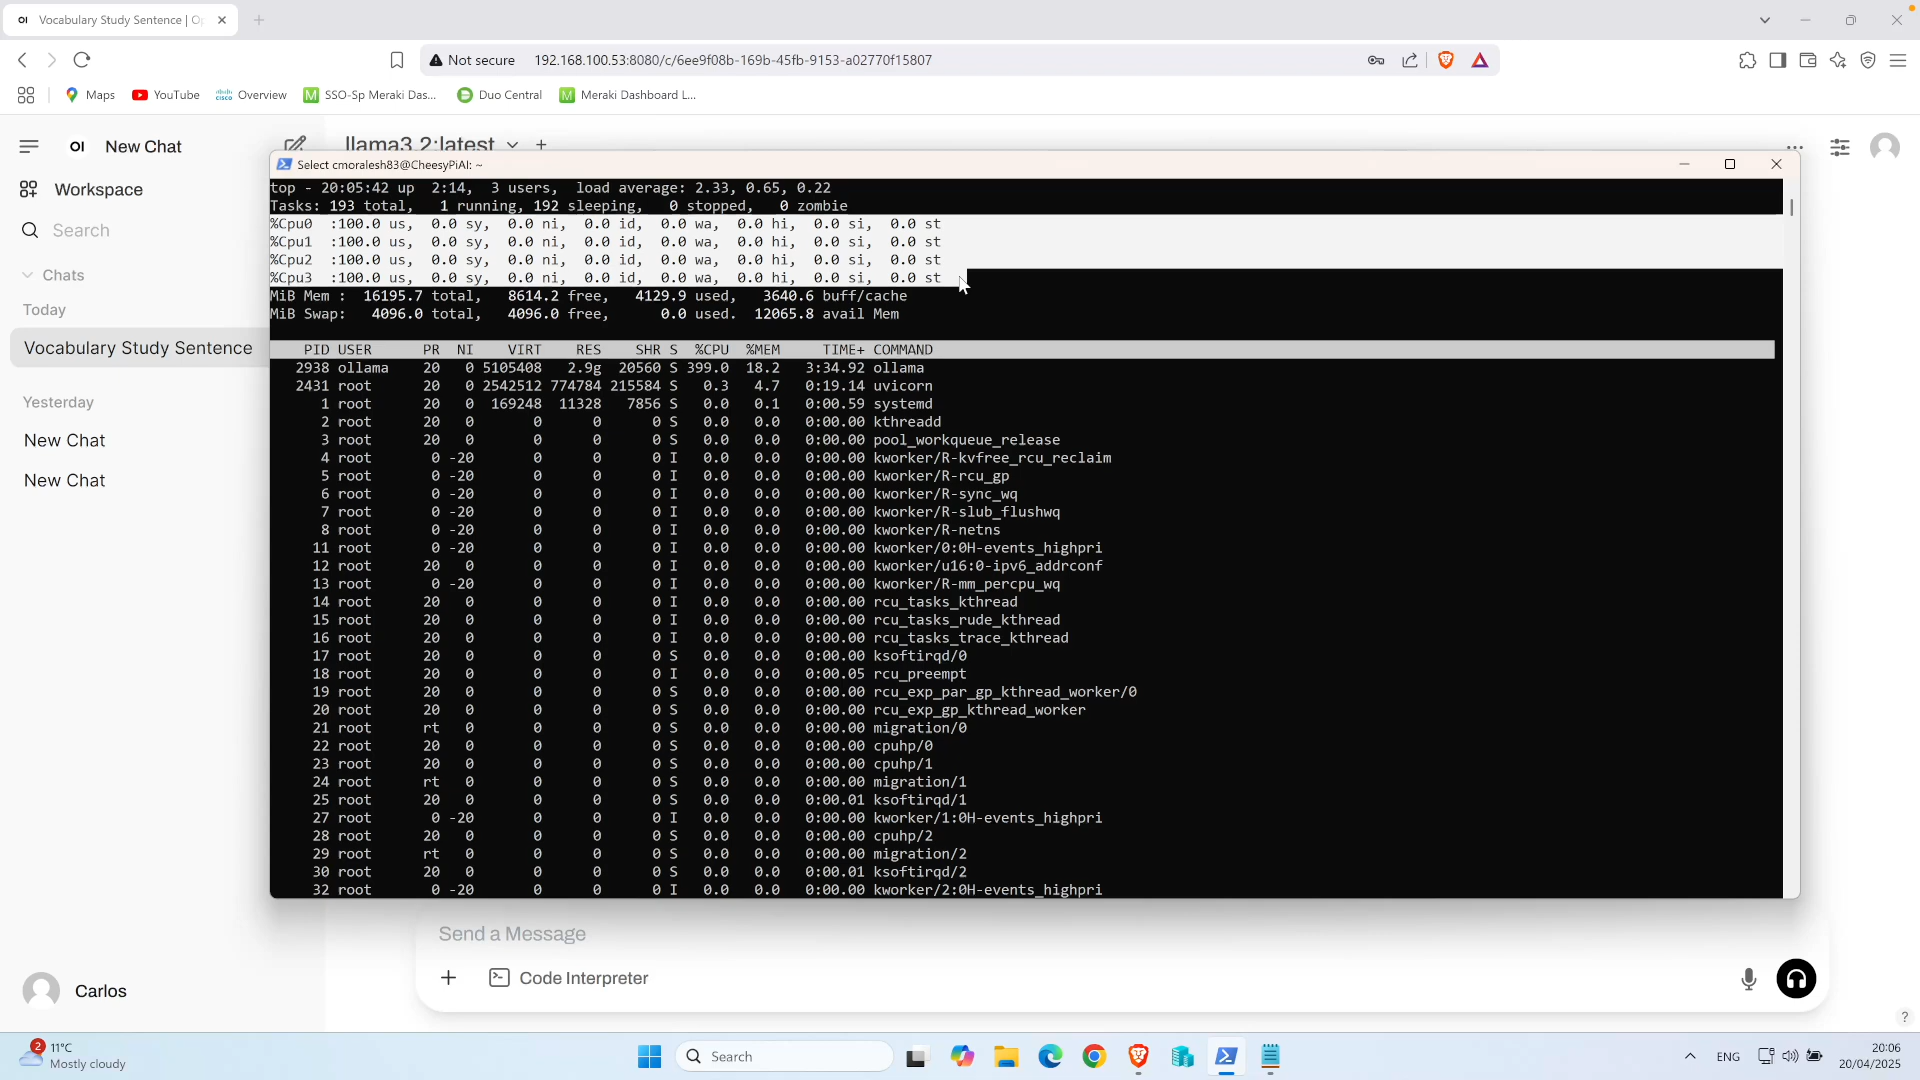 OI Vocabulary Study Sentence | Op
Not secure 192.168.100.53:8080/c/6ee9f08b-169b-45fb-9153-a02770f15807
Maps YouTube Overview SSO-Sp Meraki Das... Duo Central Meraki Dashboard L...
OI New Chat
Workspace
Search
Chats
Today
Vocabulary Study Sentence
Yesterday
New Chat
New Chat
Carlos
llama3.2:latest
Select cmoralesh83@CheesyPiAI: ~
top - 20:05:42 up 2:14, 3 users, load average: 2.33, 0.65, 0.22
Tasks: 193 total, 1 running, 192 sleeping, 0 stopped, 0 zombie
%Cpu0 :100.0 us, 0.0 sy, 0.0 ni, 0.0 id, 0.0 wa, 0.0 hi, 0.0 si, 0.0 st
%Cpu1 :100.0 us, 0.0 sy, 0.0 ni, 0.0 id, 0.0 wa, 0.0 hi, 0.0 si, 0.0 st
%Cpu2 :100.0 us, 0.0 sy, 0.0 ni, 0.0 id, 0.0 wa, 0.0 hi, 0.0 si, 0.0 st
%Cpu3 :100.0 us, 0.0 sy, 0.0 ni, 0.0 id, 0.0 wa, 0.0 hi, 0.0 si, 0.0 st
MiB Mem : 16195.7 total, 8614.2 free, 4129.9 used, 3640.6 buff/cache
MiB Swap: 4096.0 total, 4096.0 free, 0.0 used. 12065.8 avail Mem
PID USER PR NI VIRT RES SHR S %CPU %MEM TIME+ COMMAND
2938 ollama 20 0 5105408 2.9g 20560 S 399.0 18.2 3:34.92 ollama
2431 root 20 0 2542512 774784 215584 S 0.3 4.7 0:19.14 uvicorn
1 root 20 0 169248 11328 7856 S 0.0 0.1 0:00.59 systemd
2 root 20 0 0 0 0 S 0.0 0.0 0:00.00 kthreadd
3 root 20 0 0 0 0 S 0.0 0.0 0:00.00 pool_workqueue_release
4 root 0 -20 0 0 0 I 0.0 0.0 0:00.00 kworker/R-kvfree_rcu_reclaim
5 root 0 -20 0 0 0 I 0.0 0.0 0:00.00 kworker/R-rcu_gp
6 root 0 -20 0 0 0 I 0.0 0.0 0:00.00 kworker/R-sync_wq
7 root 0 -20 0 0 0 I 0.0 0.0 0:00.00 kworker/R-slub_flushwq
8 root 0 -20 0 0 0 I 0.0 0.0 0:00.00 kworker/R-netns
11 root 0 -20 0 0 0 I 0.0 0.0 0:00.00 kworker/0:0H-events_highpri
12 root 20 0 0 0 0 I 0.0 0.0 0:00.00 kworker/u16:0-ipv6_addrconf
13 root 0 -20 0 0 0 I 0.0 0.0 0:00.00 kworker/R-mm_percpu_wq
14 root 20 0 0 0 0 I 0.0 0.0 0:00.00 rcu_tasks_kthread
15 root 20 0 0 0 0 I 0.0 0.0 0:00.00 rcu_tasks_rude_kthread
16 root 20 0 0 0 0 I 0.0 0.0 0:00.00 rcu_tasks_trace_kthread
17 root 20 0 0 0 0 S 0.0 0.0 0:00.00 ksoftirqd/0
18 root 20 0 0 0 0 I 0.0 0.0 0:00.05 rcu_preempt
19 root 20 0 0 0 0 S 0.0 0.0 0:00.00 rcu_exp_par_gp_kthread_worker/0
20 root 20 0 0 0 0 S 0.0 0.0 0:00.00 rcu_exp_gp_kthread_worker
21 root rt 0 0 0 0 S 0.0 0.0 0:00.00 migration/0
22 root 20 0 0 0 0 S 0.0 0.0 0:00.00 cpuhp/0
23 root 20 0 0 0 0 S 0.0 0.0 0:00.00 cpuhp/1
24 root rt 0 0 0 0 S 0.0 0.0 0:00.00 migration/1
25 root 20 0 0 0 0 S 0.0 0.0 0:00.01 ksoftirqd/1
27 root 0 -20 0 0 0 I 0.0 0.0 0:00.00 kworker/1:0H-events_highpri
28 root 20 0 0 0 0 S 0.0 0.0 0:00.00 cpuhp/2
29 root rt 0 0 0 0 S 0.0 0.0 0:00.00 migration/2
30 root 20 0 0 0 0 S 0.0 0.0 0:00.01 ksoftirqd/2
32 root 0 -20 0 0 0 I 0.0 0.0 0:00.00 kworker/2:0H-events_highpri
Send a Message
Code Interpreter
?
2 11°C
Mostly cloudy
Search
ENG
20:06
20/04/2025